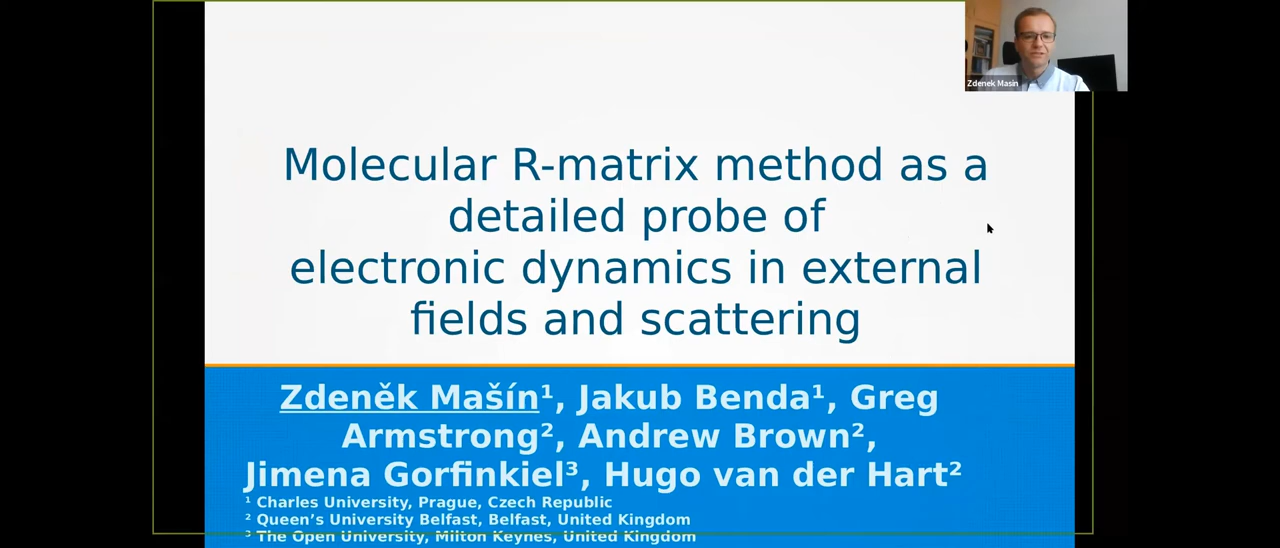 Zdenek Masin
Molecular R-matrix method as a
detailed probe of
electronic dynamics in external
fields and scattering
Zdeněk Mašín¹, Jakub Benda¹, Greg
Armstrong², Andrew Brown²,
Jimena Gorfinkiel³, Hugo van der Hart²
¹ Charles University, Prague, Czech Republic
² Queen’s University Belfast, Belfast, United Kingdom
³ The Open University, Milton Keynes, United Kingdom